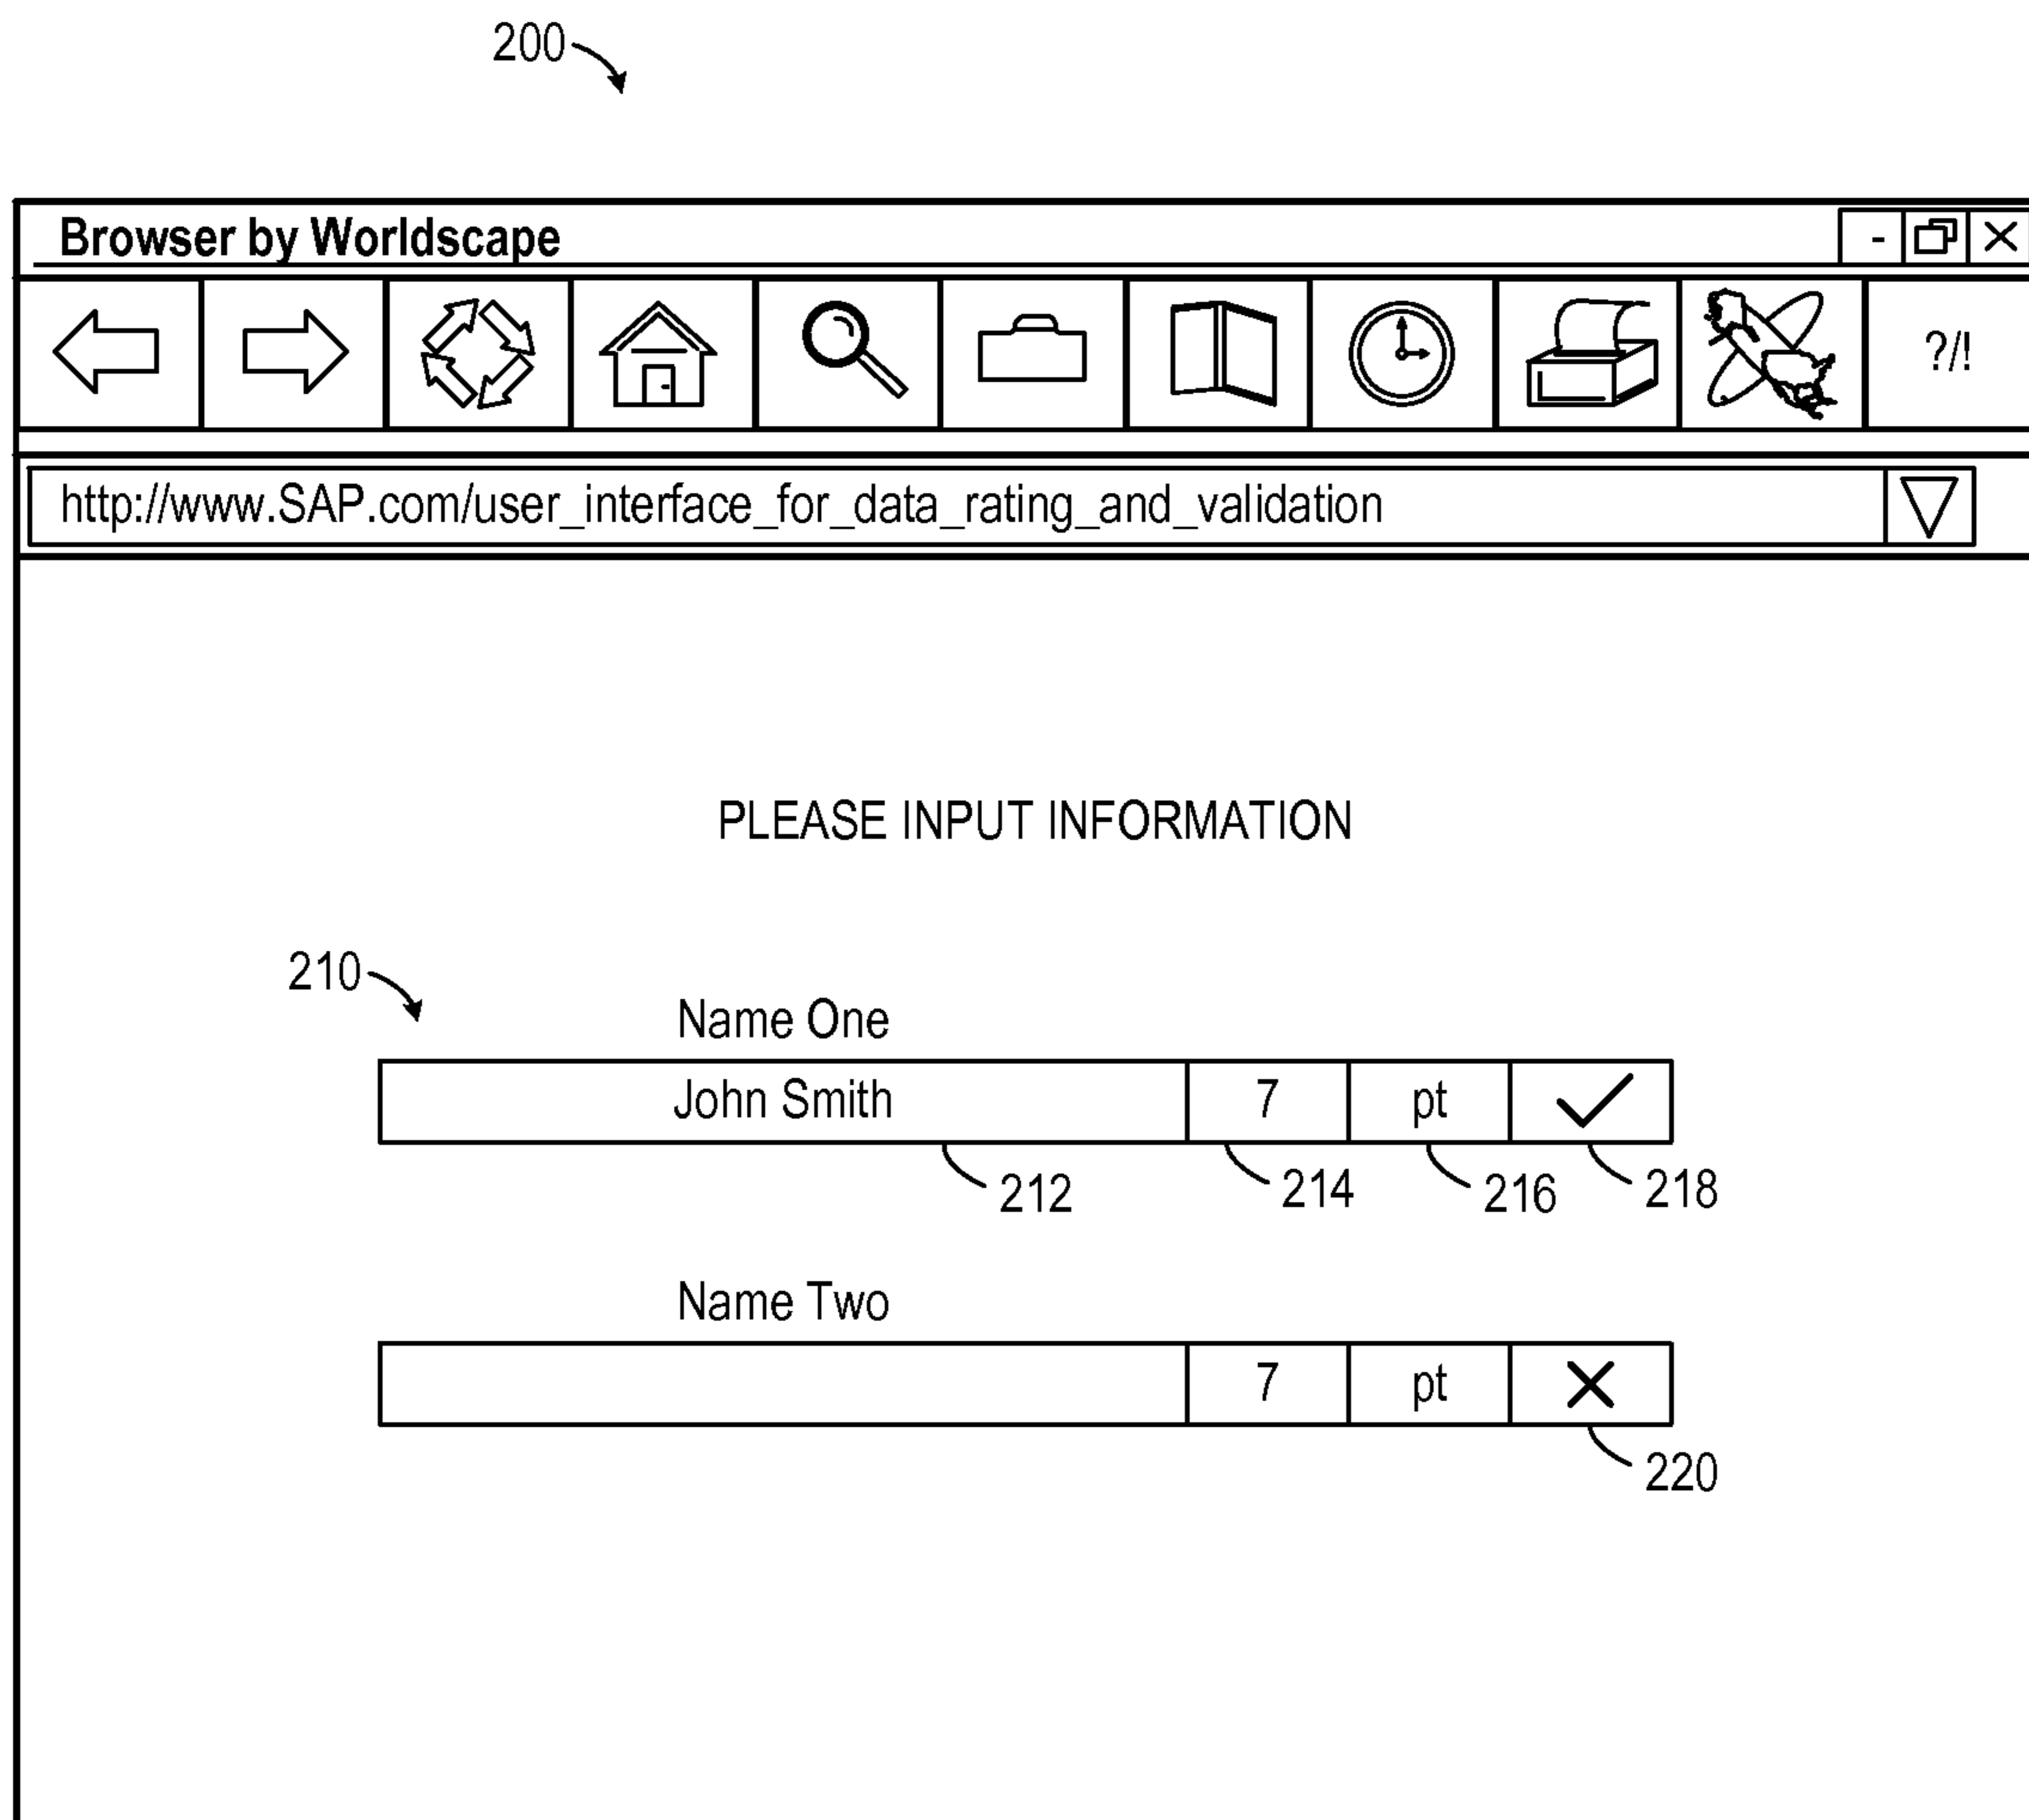 200
Browser by Worldscape
?/!
http://www.SAP.com/user_interface_for_data_rating_and_validation
PLEASE INPUT INFORMATION
210
Name One
John Smith 7 pt
212 214 216 218
Name Two
7 pt
220